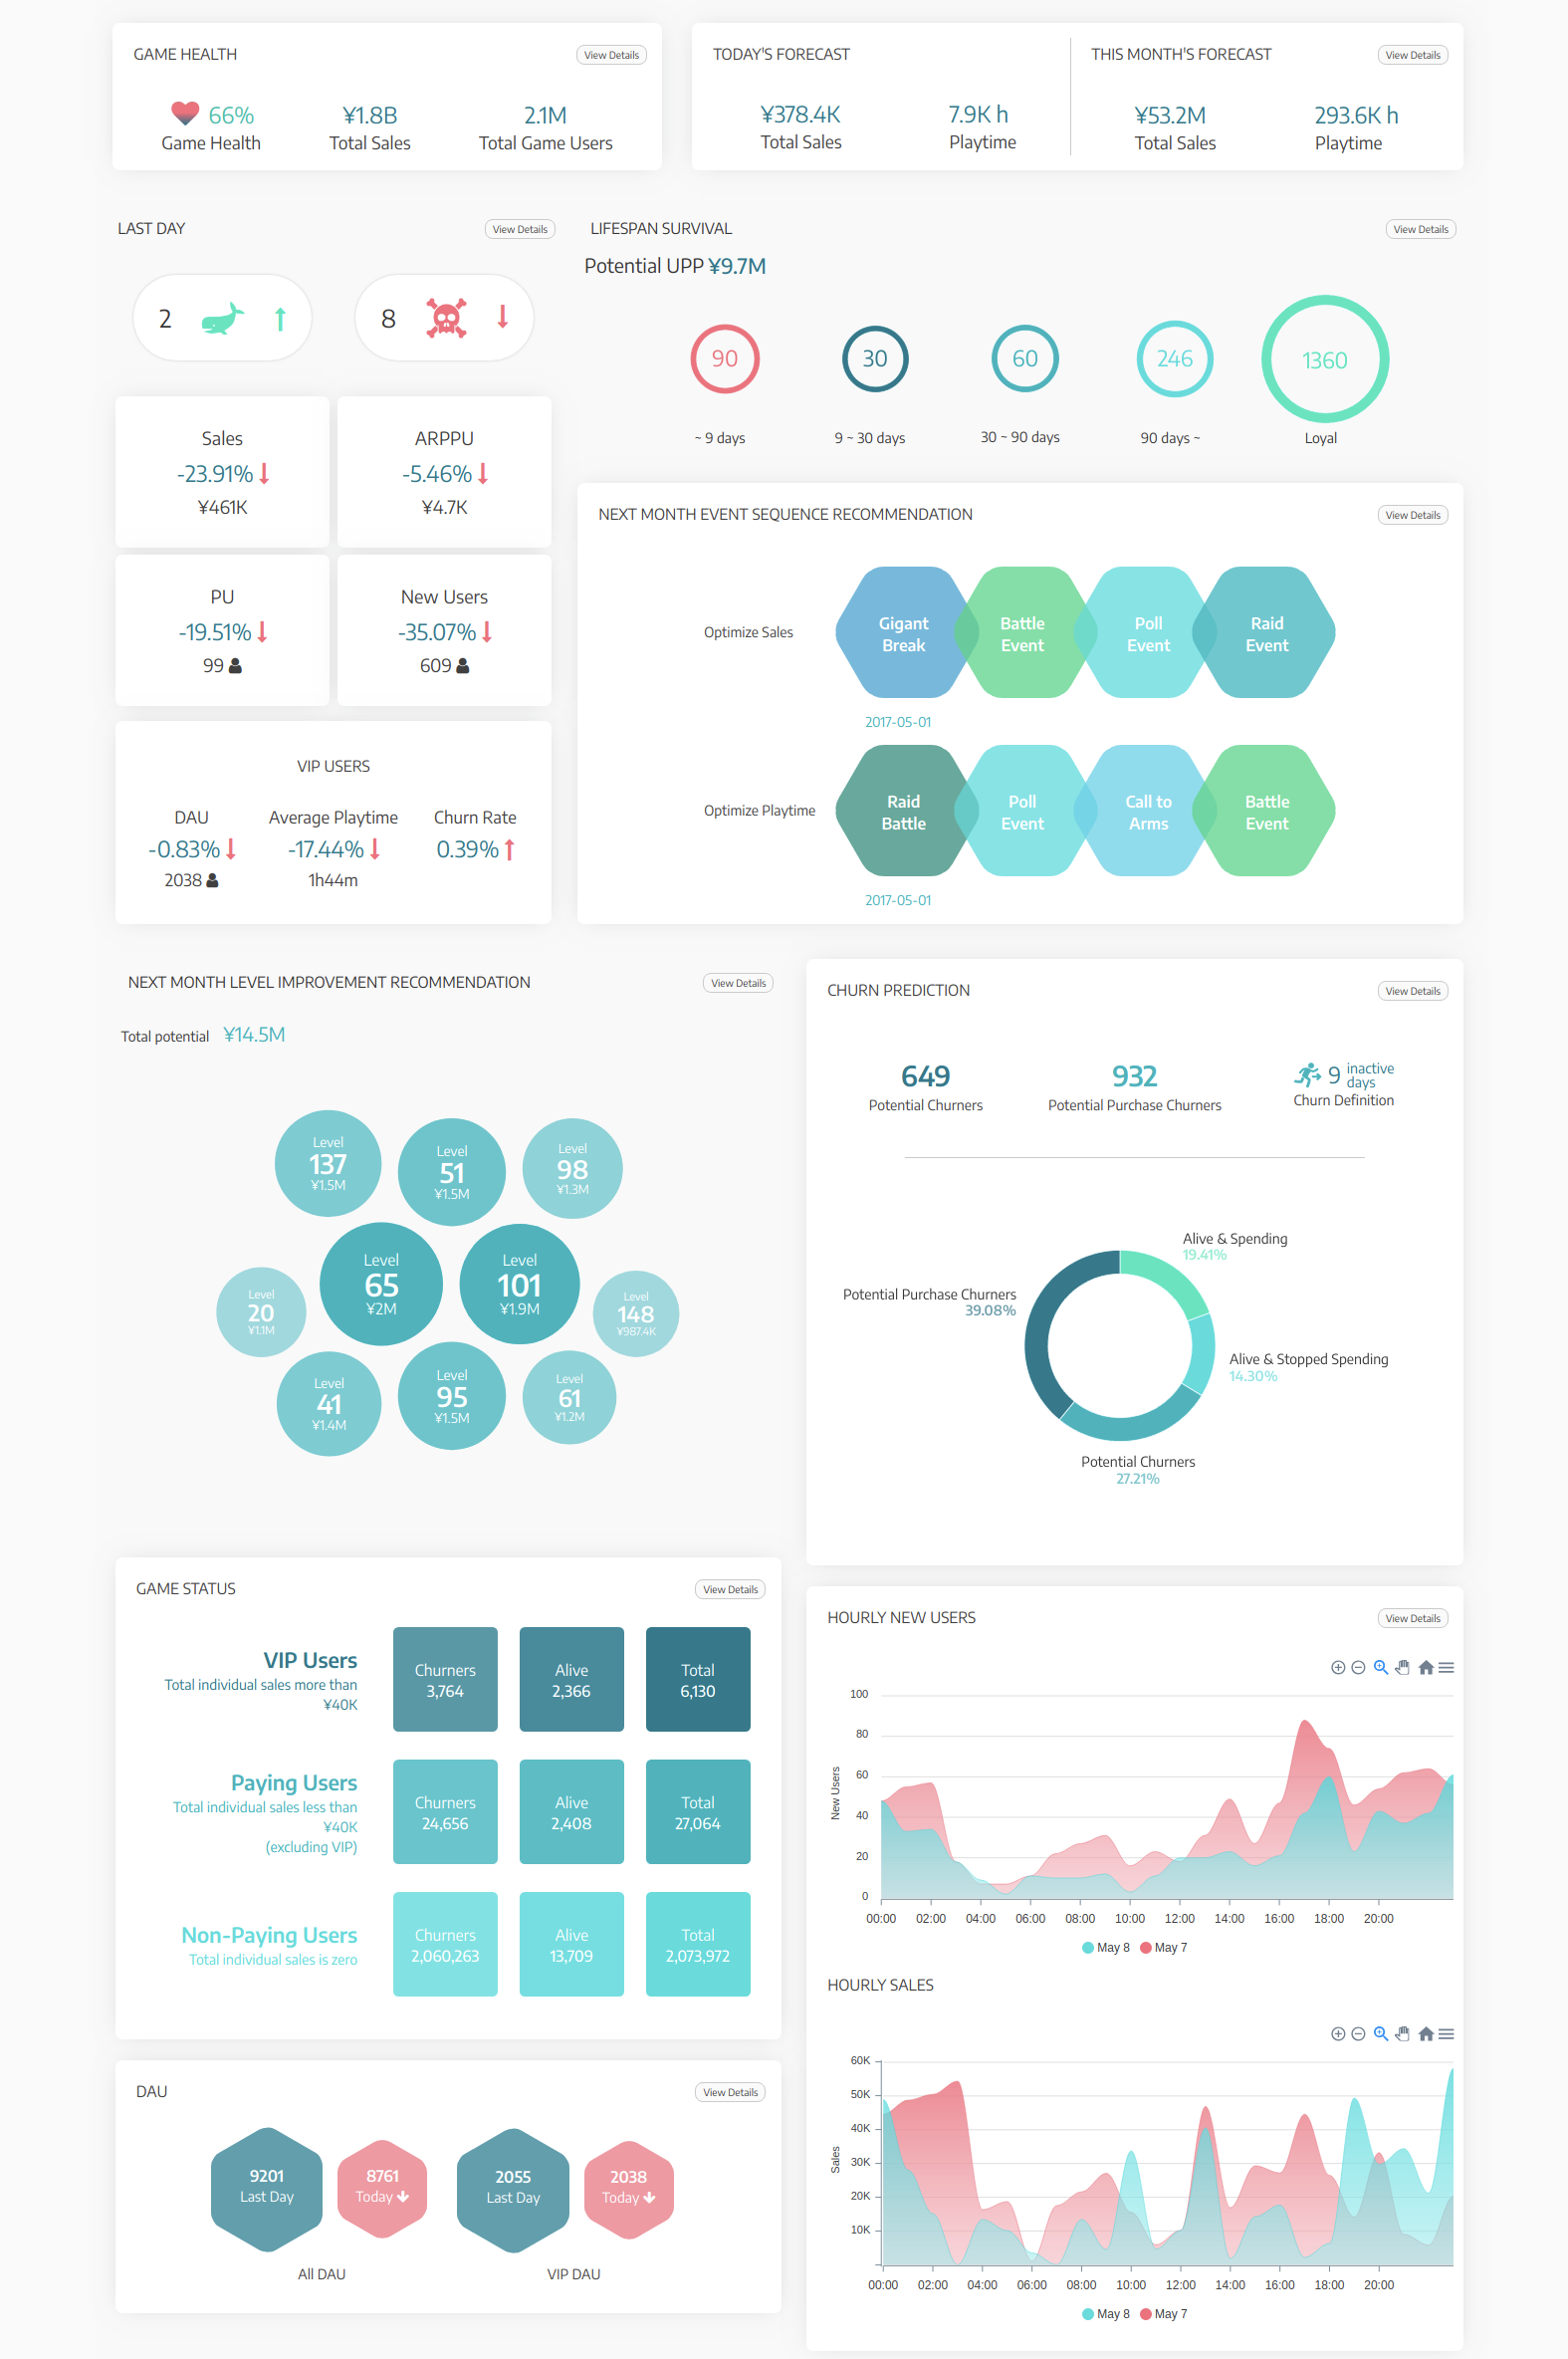 GAME HEALTH
View Details
66%
Game Health
¥1.8B
Total Sales
2.1M
Total Game Users
TODAY'S FORECAST
¥378.4K
Total Sales
7.9K h
Playtime
THIS MONTH'S FORECAST
View Details
¥53.2M
Total Sales
293.6K h
Playtime
LAST DAY
View Details
2
8
Sales
-23.91%
¥461K
ARPPU
-5.46%
¥4.7K
PU
-19.51%
99
New Users
-35.07%
609
VIP USERS
DAU
-0.83%
2038
Average Playtime
-17.44%
1h44m
Churn Rate
0.39%
LIFESPAN SURVIVAL
View Details
Potential UPP ¥9.7M
90
30
60
246
1360
~ 9 days
9 ~ 30 days
30 ~ 90 days
90 days ~
Loyal
NEXT MONTH EVENT SEQUENCE RECOMMENDATION
View Details
Optimize Sales
Gigant
Break
Battle
Event
Poll
Event
Raid
Event
2017-05-01
Optimize Playtime
Raid
Battle
Poll
Event
Call to
Arms
Battle
Event
2017-05-01
NEXT MONTH LEVEL IMPROVEMENT RECOMMENDATION
View Details
Total potential ¥14.5M
Level
137
¥1.5M
Level
51
¥1.5M
Level
98
¥1.3M
Level
65
¥2M
Level
101
¥1.9M
Level
20
¥1.1M
Level
148
¥987.4K
Level
41
¥1.4M
Level
95
¥1.5M
Level
61
¥1.2M
CHURN PREDICTION
View Details
649
Potential Churners
932
Potential Purchase Churners
9 inactive
days
Churn Definition
Alive & Spending
19.41%
Potential Purchase Churners
39.08%
Alive & Stopped Spending
14.30%
Potential Churners
27.21%
GAME STATUS
View Details
VIP Users
Total individual sales more than
¥40K
Churners
3,764
Alive
2,366
Total
6,130
Paying Users
Total individual sales less than
¥40K
(excluding VIP)
Churners
24,656
Alive
2,408
Total
27,064
Non-Paying Users
Total individual sales is zero
Churners
2,060,263
Alive
13,709
Total
2,073,972
DAU
View Details
9201
Last Day
8761
Today
2055
Last Day
2038
Today
All DAU
VIP DAU
HOURLY NEW USERS
View Details
100
80
60
40
20
0
New Users
00:00 02:00 04:00 06:00 08:00 10:00 12:00 14:00 16:00 18:00 20:00
May 8 May 7
HOURLY SALES
60K
50K
40K
30K
20K
10K
Sales
00:00 02:00 04:00 06:00 08:00 10:00 12:00 14:00 16:00 18:00 20:00
May 8 May 7